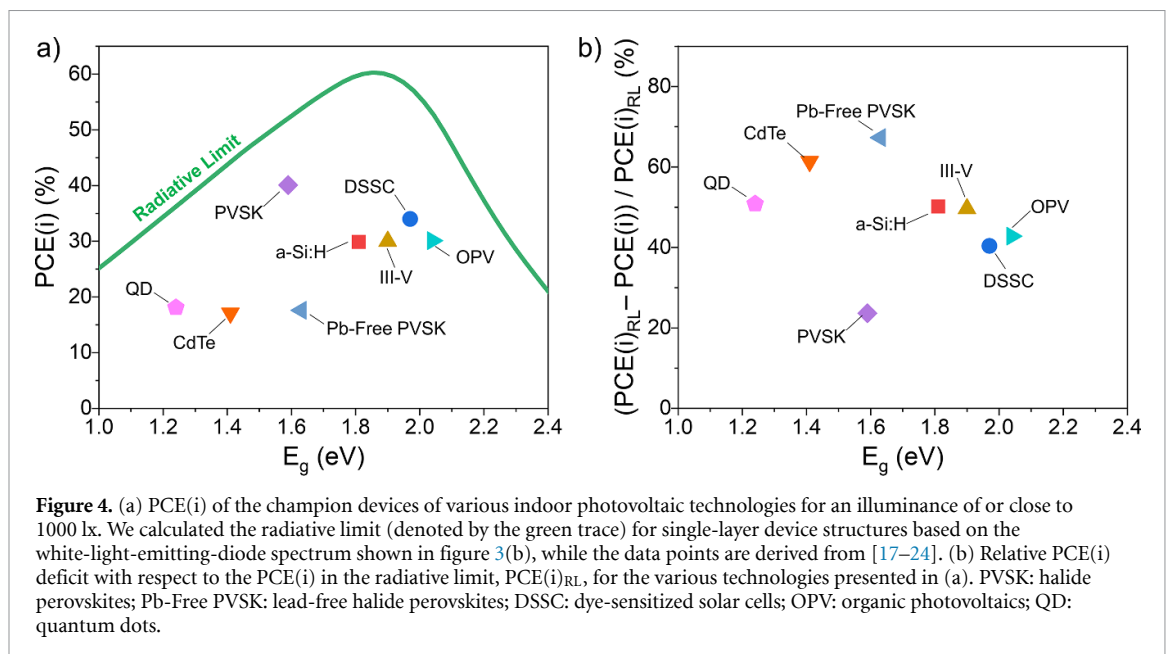 a)
PCE(i) (%)
60
50
40
30
20
10
0
1.0 1.2 1.4 1.6 1.8 2.0 2.2 2.4
E_g (eV)
Radiative Limit
PVSK
DSSC
a-Si:H
III-V
OPV
QD
CdTe
Pb-Free PVSK
b)
(PCE(i)_RL – PCE(i)) / PCE(i)_RL (%)
80
60
40
20
0
1.0 1.2 1.4 1.6 1.8 2.0 2.2 2.4
E_g (eV)
Pb-Free PVSK
CdTe
QD
III-V
a-Si:H
OPV
DSSC
PVSK
Figure 4. (a) PCE(i) of the champion devices of various indoor photovoltaic technologies for an illuminance of or close to
1000 lx. We calculated the radiative limit (denoted by the green trace) for single-layer device structures based on the
white-light-emitting-diode spectrum shown in figure 3(b), while the data points are derived from [17–24]. (b) Relative PCE(i)
deficit with respect to the PCE(i) in the radiative limit, PCE(i)_RL, for the various technologies presented in (a). PVSK: halide
perovskites; Pb-Free PVSK: lead-free halide perovskites; DSSC: dye-sensitized solar cells; OPV: organic photovoltaics; QD:
quantum dots.